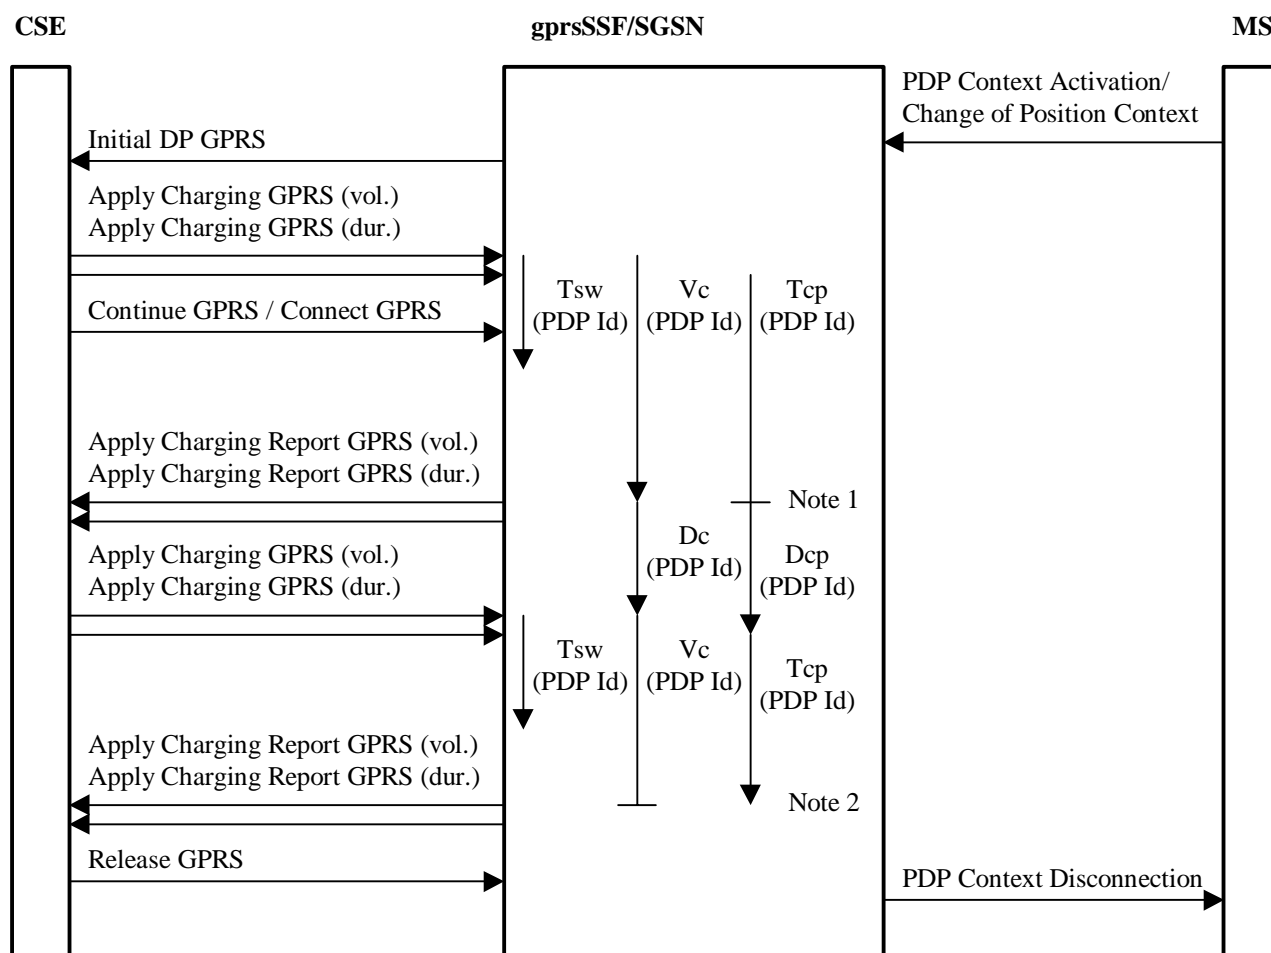 CSE
gprsSSF/SGSN
MS
PDP Context Activation/
Change of Position Context
Initial DP GPRS
Apply Charging GPRS (vol.)
Apply Charging GPRS (dur.)
Tsw
(PDP Id)
Vc
(PDP Id)
Tcp
(PDP Id)
Continue GPRS / Connect GPRS
Apply Charging Report GPRS (vol.)
Apply Charging Report GPRS (dur.)
Note 1
Dc
(PDP Id)
Dcp
(PDP Id)
Apply Charging GPRS (vol.)
Apply Charging GPRS (dur.)
Tsw
(PDP Id)
Vc
(PDP Id)
Tcp
(PDP Id)
Apply Charging Report GPRS (vol.)
Apply Charging Report GPRS (dur.)
Note 2
Release GPRS
PDP Context Disconnection